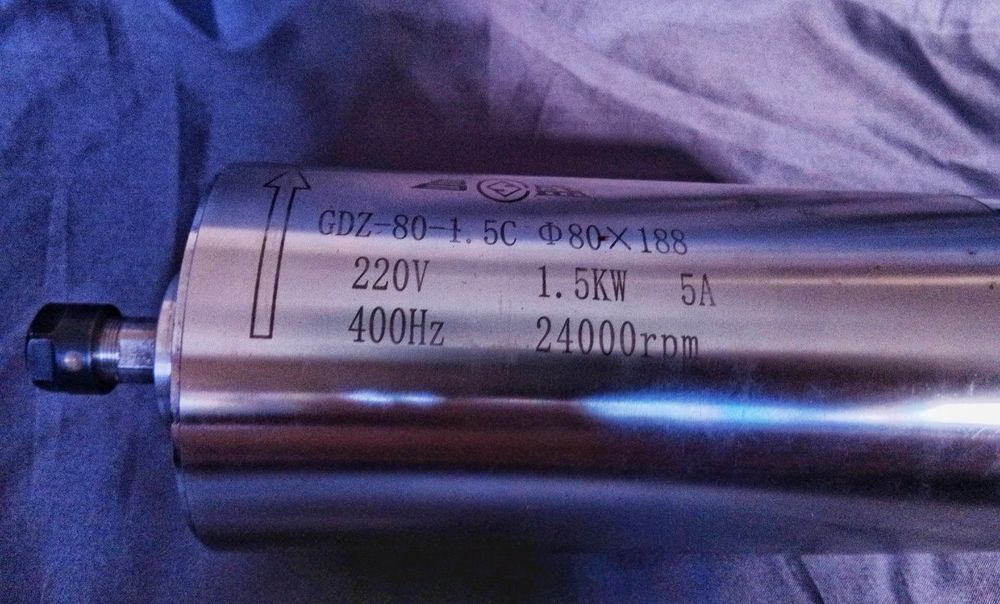 GDZ-80-1.5C Φ80×188
220V 1.5KW 5A
400Hz 24000rpm